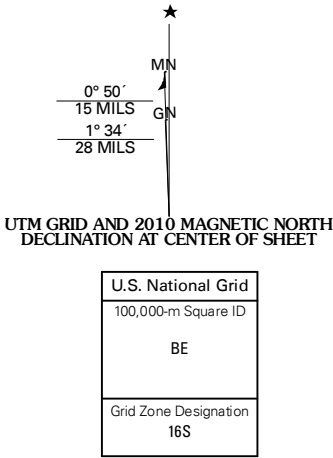 MN
0° 50´
15 MILS
GN
1° 34´
28 MILS
UTM GRID AND 2010 MAGNETIC NORTH
DECLINATION AT CENTER OF SHEET
U.S. National Grid
100,000-m Square ID
BE
Grid Zone Designation
16S